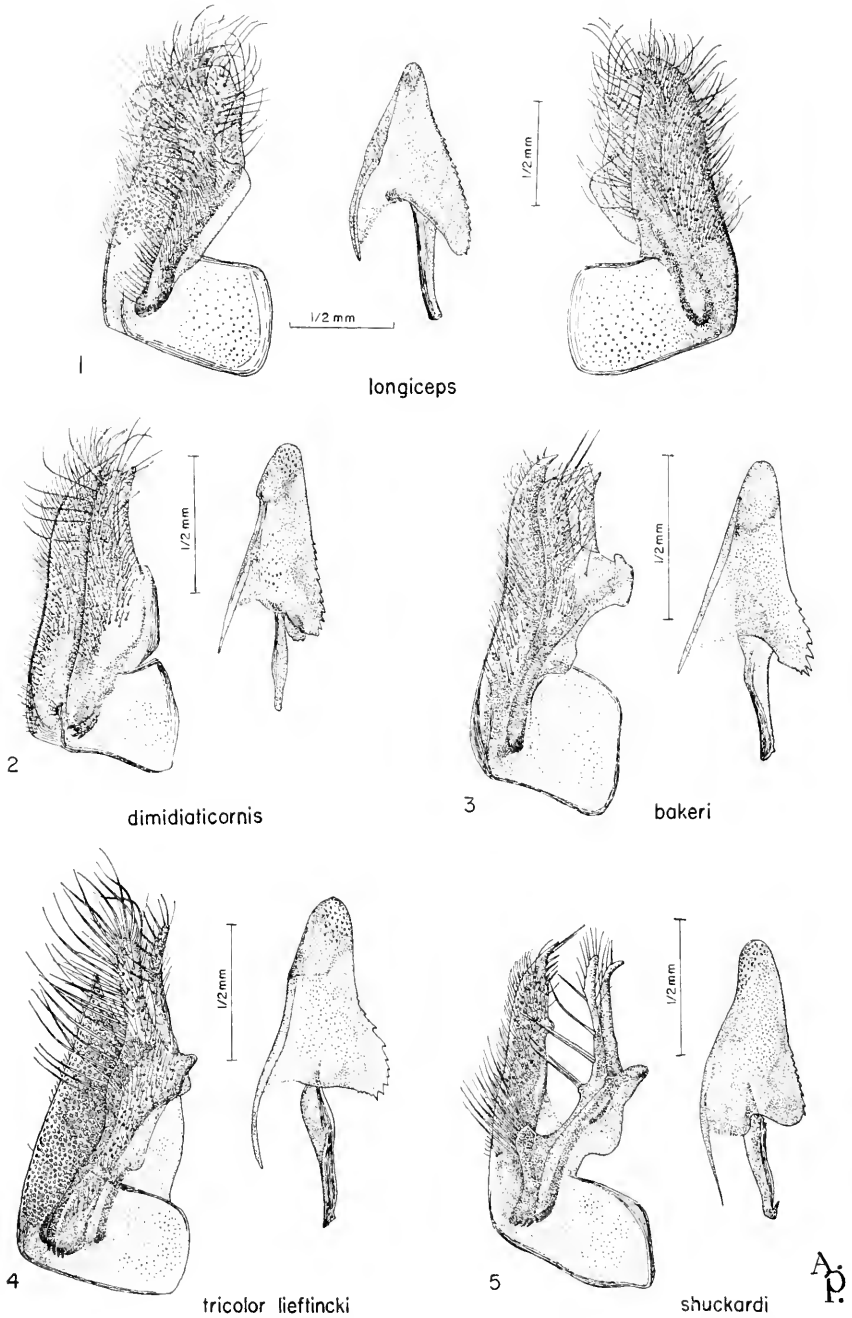 1/2 mm
1/2 mm
1
longiceps
1/2 mm
1/2 mm
2
3
dimidiaticornis
bakeri
1/2 mm
1/2 mm
4
5
tricolor lieftincki
shuckardi
A.P.